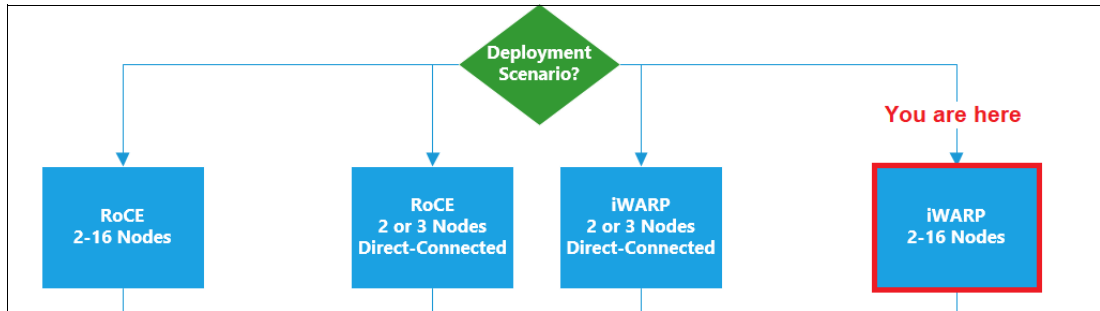 Deployment
Scenario?
You are here
RoCE
2-16 Nodes
RoCE
2 or 3 Nodes
Direct-Connected
iWARP
2 or 3 Nodes
Direct-Connected
iWARP
2-16 Nodes